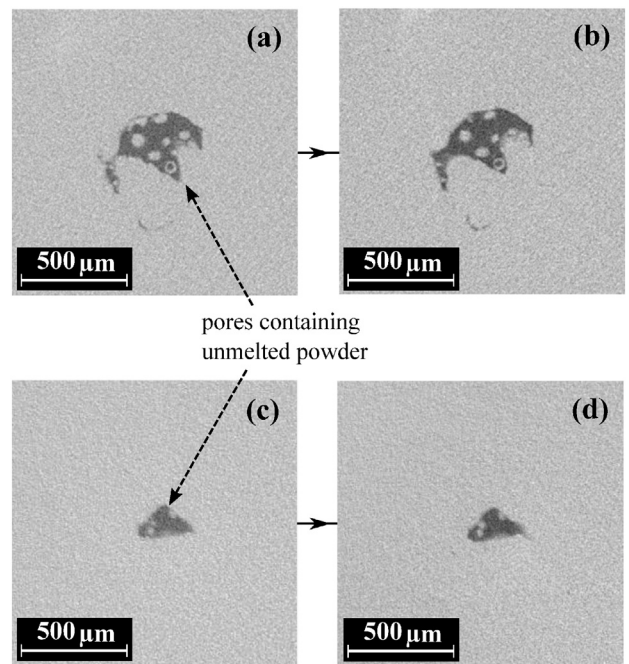 (a)
(b)
500 µm
500 µm
pores containing
unmelted powder
(c)
(d)
500 µm
500 µm